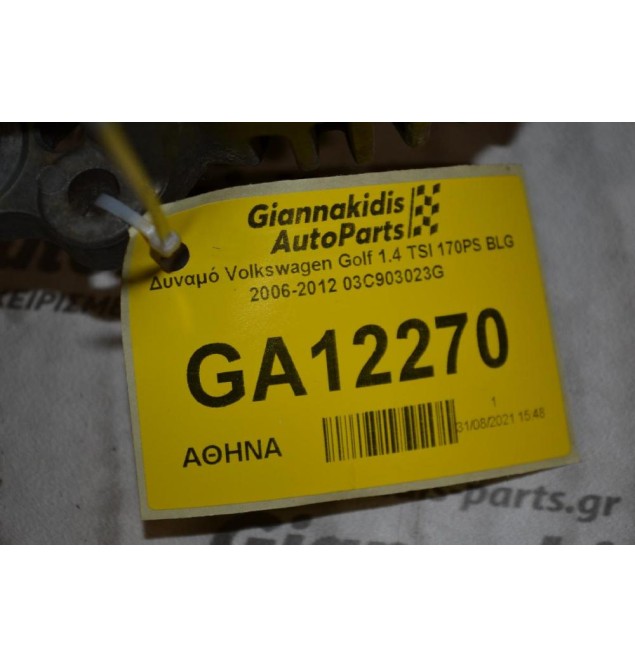 Giannakidis
AutoParts
Δυναμό Volkswagen Golf 1.4 TSI 170PS BLG
2006-2012 03C903023G
GA12270
1
31/08/2021 15:48
ΑΘΗΝΑ
-parts.gr